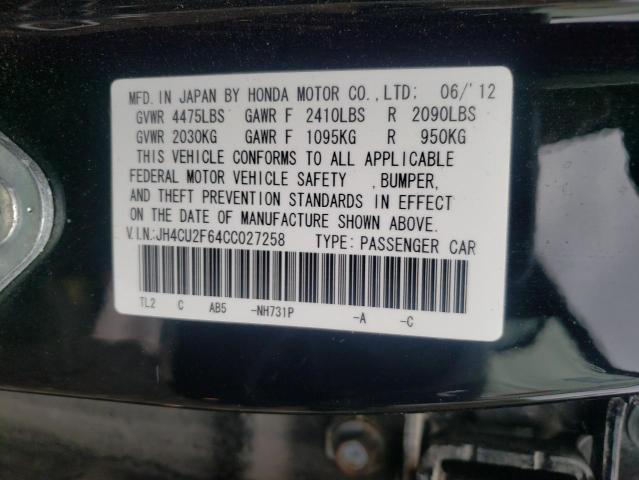 MFD. IN JAPAN BY HONDA MOTOR CO.,LTD: 06/'12
GVWR 4475LBS GAWR F 2410LBS R 2090LBS
GVWR 2030KG GAWR F 1095KG R 950KG
THIS VEHICLE CONFORMS TO ALL APPLICABLE
FEDERAL MOTOR VEHICLE SAFETY ,BUMPER,
AND THEFT PREVENTION STANDARDS IN EFFECT
ON THE DATE OF MANUFACTURE SHOWN ABOVE.
V.I.N.:JH4CU2F64CC027258 TYPE: PASSENGER CAR
TL2 C AB5 -NH731P -A -C